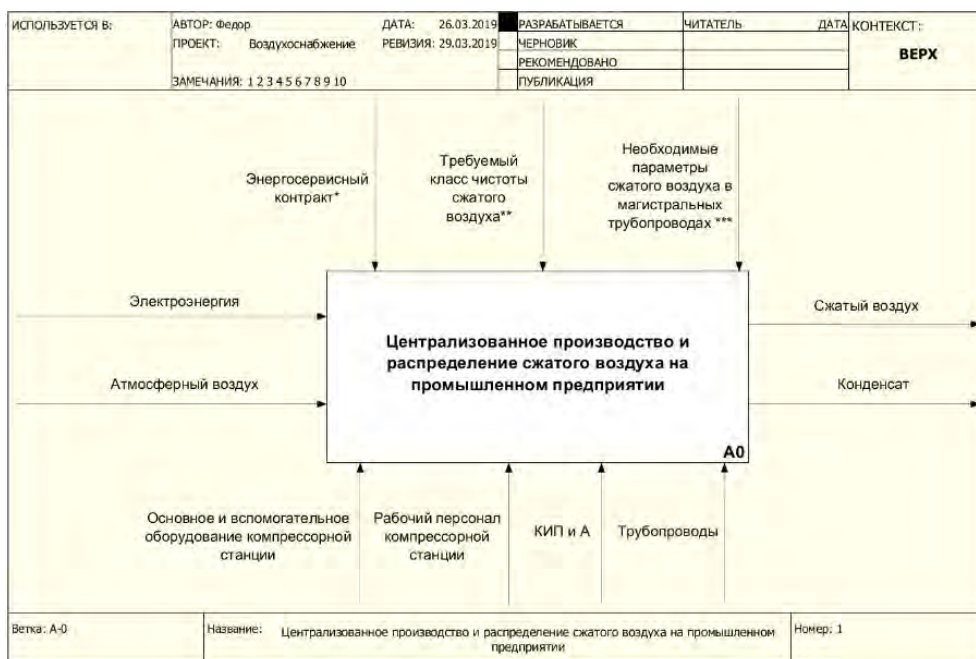 ИСПОЛЬЗУЕТСЯ В:
АВТОР: Федор
ДАТА: 26.03.2019
РАЗРАБАТЫВАЕТСЯ
ЧИТАТЕЛЬ
ДАТА
КОНТЕКСТ:
ПРОЕКТ: Воздухоснабжение
РЕВИЗИЯ: 29.03.2019
ЧЕРНОВИК
ВЕРХ
РЕКОМЕНДОВАНО
ЗАМЕЧАНИЯ: 1 2 3 4 5 6 7 8 9 10
ПУБЛИКАЦИЯ
Энергосервисный
контракт*
Требуемый
класс чистоты
сжатого
воздуха**
Необходимые
параметры
сжатого воздуха в
магистральных
трубопроводах ***
Электроэнергия
Атмосферный воздух
Централизованное производство и
распределение сжатого воздуха на
промышленном предприятии
A0
Сжатый воздух
Конденсат
Основное и вспомогательное
оборудование компрессорной
станции
Рабочий персонал
компрессорной
станции
КИП и А
Трубопроводы
Ветка: A-0
Название: Централизованное производство и распределение сжатого воздуха на промышленном
предприятии
Номер: 1